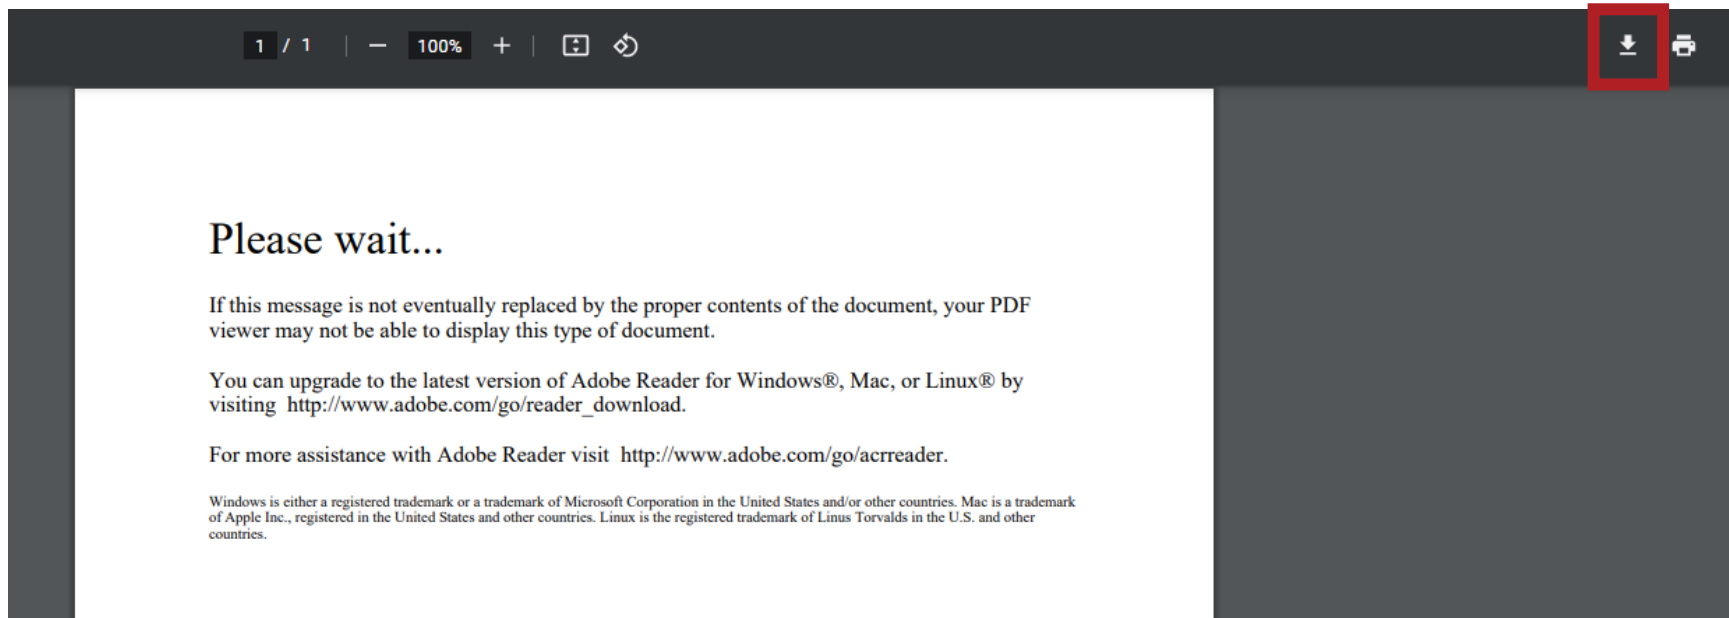 1 / 1 100%
Please wait...
If this message is not eventually replaced by the proper contents of the document, your PDF
viewer may not be able to display this type of document.
You can upgrade to the latest version of Adobe Reader for Windows®, Mac, or Linux® by
visiting  http://www.adobe.com/go/reader_download.
For more assistance with Adobe Reader visit  http://www.adobe.com/go/acrreader.
Windows is either a registered trademark or a trademark of Microsoft Corporation in the United States and/or other countries. Mac is a trademark
of Apple Inc., registered in the United States and other countries. Linux is the registered trademark of Linus Torvalds in the U.S. and other
countries.